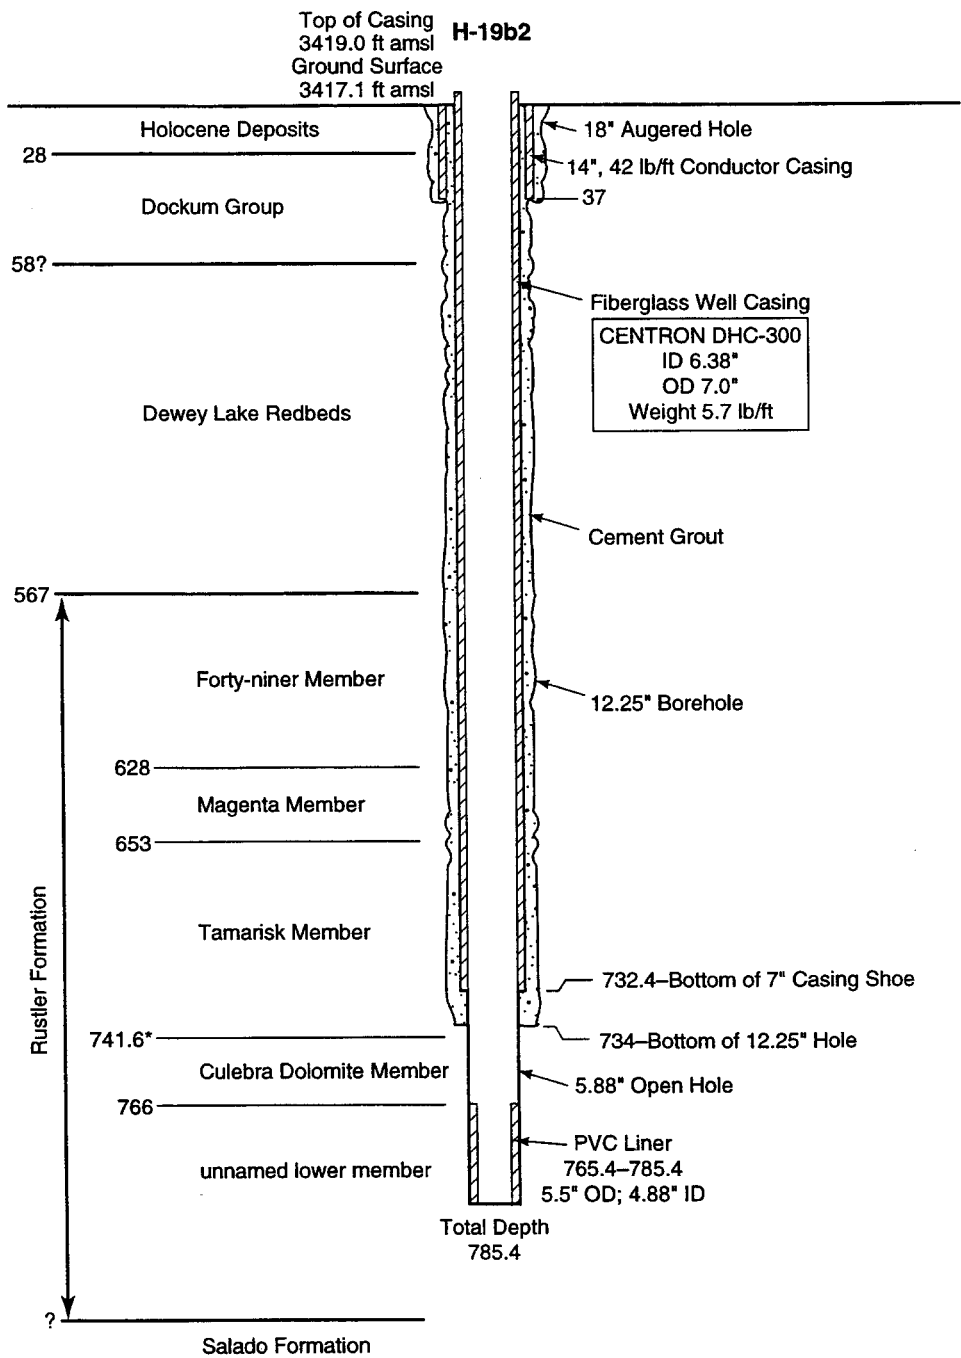 Top of Casing
3419.0 ft amsl
H-19b2
Ground Surface
3417.1 ft amsl
Holocene Deposits
18" Augered Hole
28
14", 42 lb/ft Conductor Casing
37
Dockum Group
58?
Fiberglass Well Casing
CENTRON DHC-300
ID 6.38"
OD 7.0"
Weight 5.7 lb/ft
Dewey Lake Redbeds
Cement Grout
567
Forty-niner Member
12.25" Borehole
628
Magenta Member
653
Rustler Formation
Tamarisk Member
732.4–Bottom of 7" Casing Shoe
741.6*
734–Bottom of 12.25" Hole
Culebra Dolomite Member
5.88" Open Hole
766
PVC Liner
765.4–785.4
5.5" OD; 4.88" ID
unnamed lower member
Total Depth
785.4
?
Salado Formation